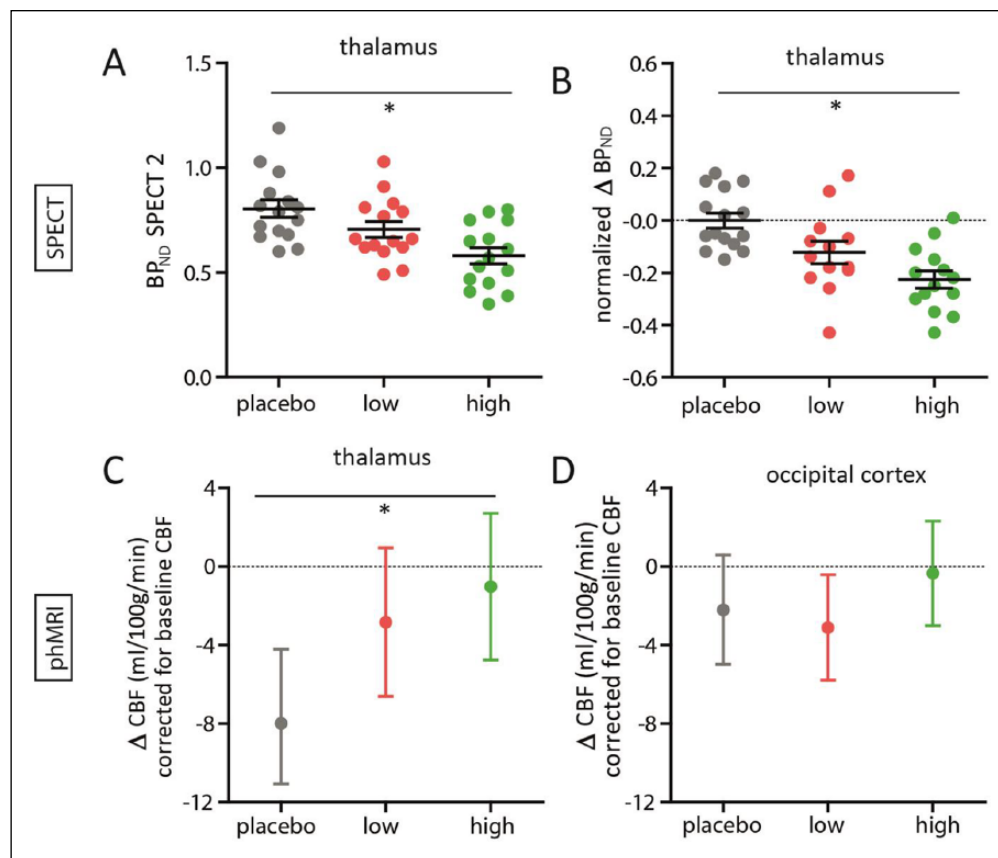 SPECT
A
thalamus
*
BP_ND SPECT 2
1.5
1.0
0.5
0.0
placebo low high
B
thalamus
*
normalized Δ BP_ND
0.6
0.4
0.2
-0.0
-0.2
-0.4
-0.6
placebo low high
phMRI
C
thalamus
*
Δ CBF (ml/100g/min)
corrected for baseline CBF
4
0
-4
-8
-12
placebo low high
D
occipital cortex
Δ CBF (ml/100g/min)
corrected for baseline CBF
4
0
-4
-8
-12
placebo low high